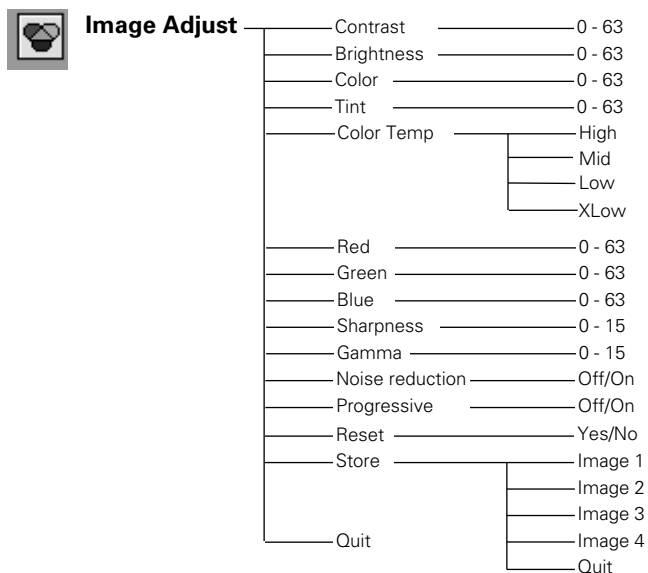 Image Adjust Contrast 0 - 63
Brightness 0 - 63
Color 0 - 63
Tint 0 - 63
Color Temp High
Mid
Low
XLow
Red 0 - 63
Green 0 - 63
Blue 0 - 63
Sharpness 0 - 15
Gamma 0 - 15
Noise reduction Off/On
Progressive Off/On
Reset Yes/No
Store Image 1
Image 2
Image 3
Quit Image 4
Quit